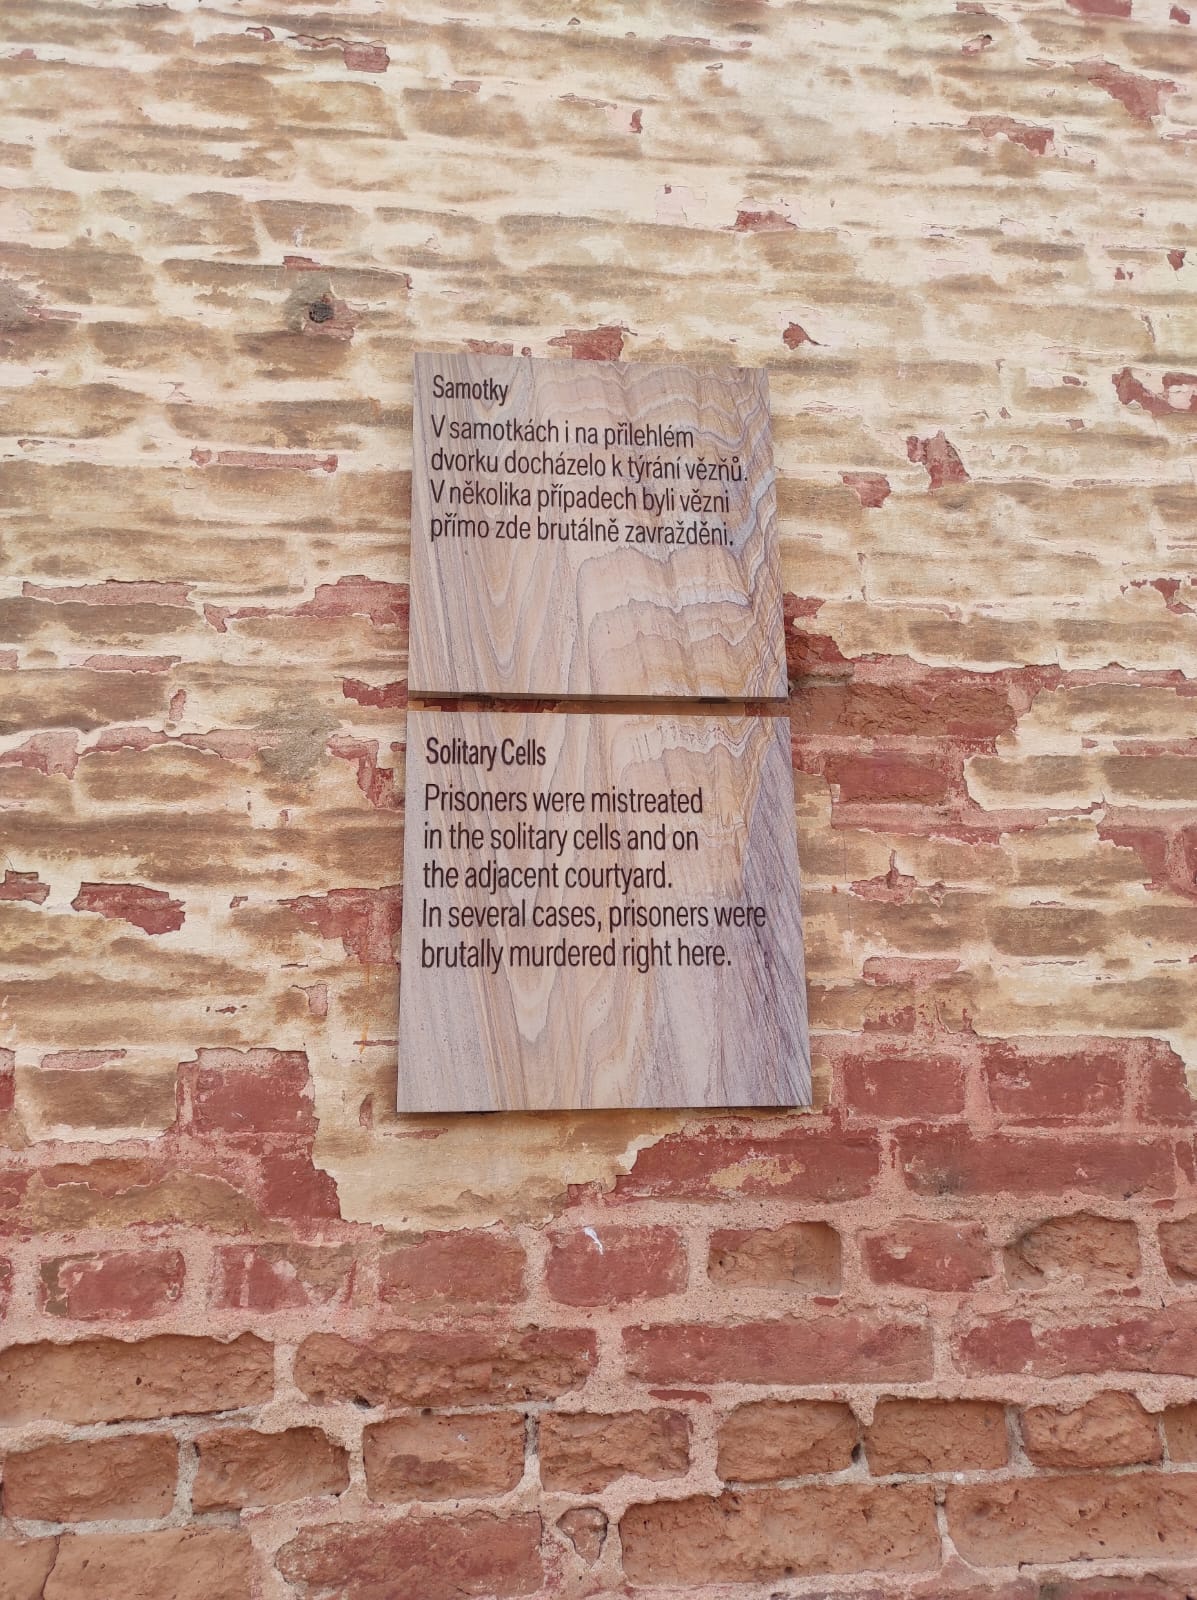 Samotky
V samotkách i na přilehlém
dvorku docházelo k týrání vězňů.
V několika případech byli vězni
přímo zde brutálně zavražděni.
Solitary Cells
Prisoners were mistreated
in the solitary cells and on
the adjacent courtyard.
In several cases, prisoners were
brutally murdered right here.